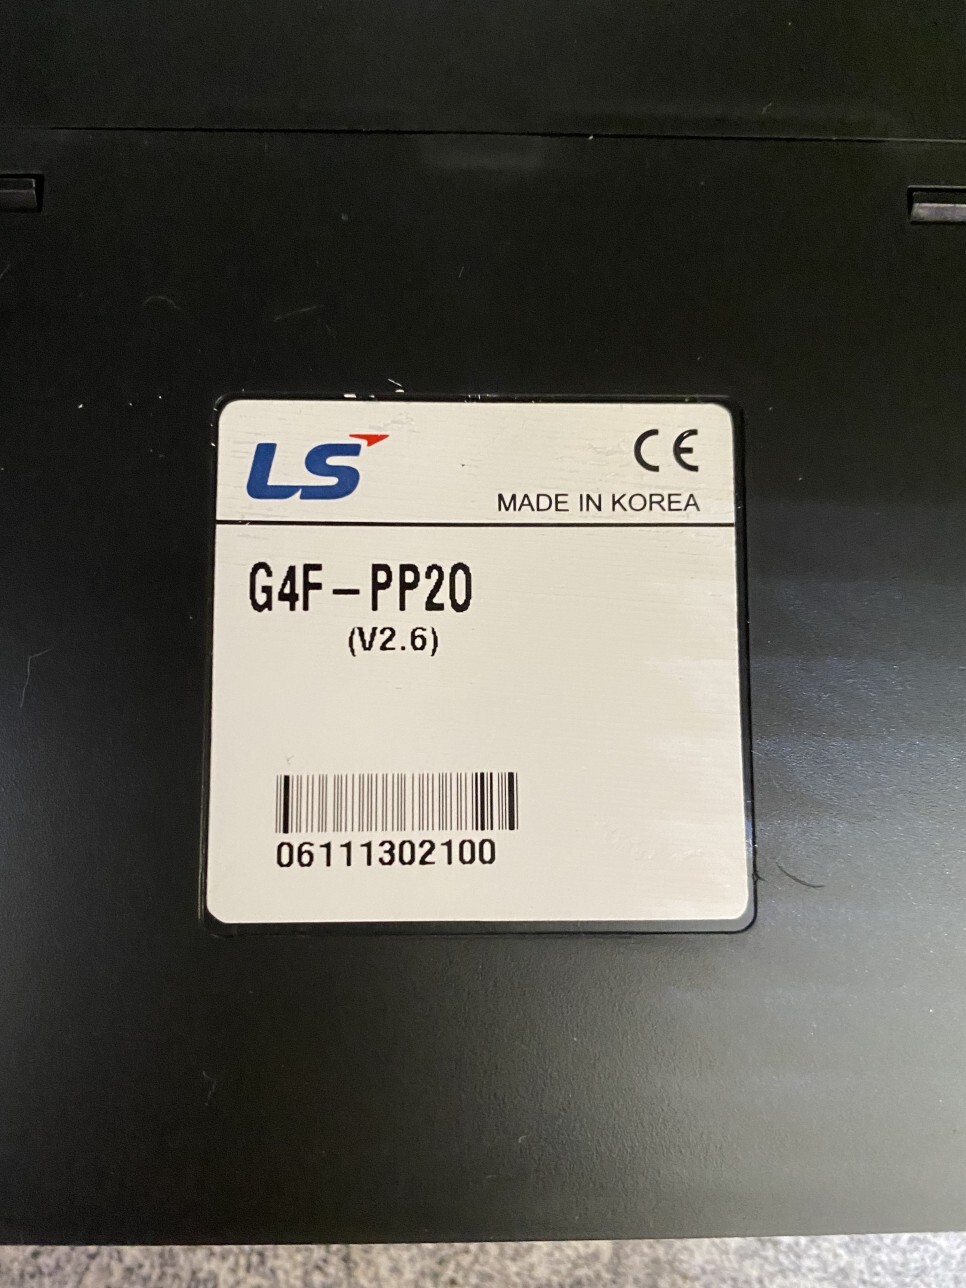 LS
CE
MADE IN KOREA
G4F-PP20
(V2.6)
06111302100